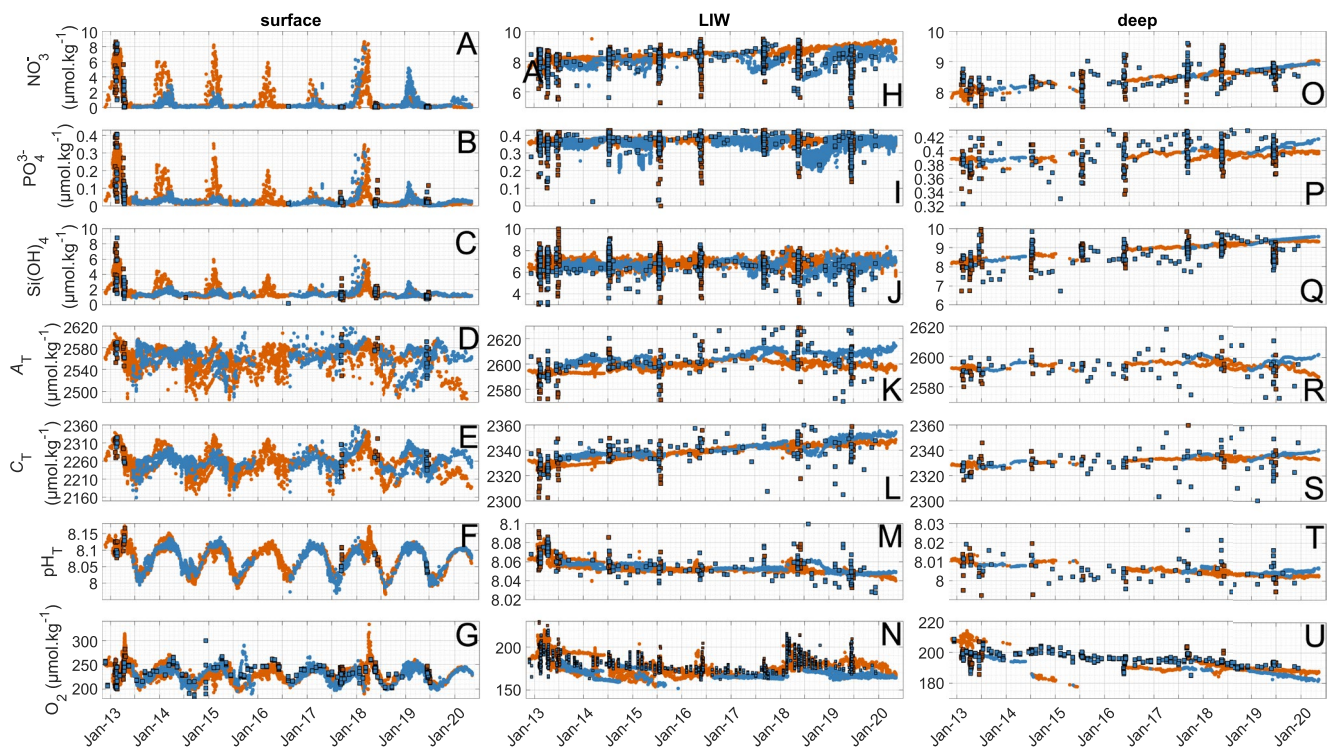 surface
LIW
deep
NO3-
(µmol.kg-1)
10
8
6
4
2
0
A
10
8
6
A
H
10
9
8
O
PO43-
(µmol.kg-1)
0.4
0.3
0.2
0.1
0
B
0.4
0.3
0.2
0.1
0
I
0.42
0.4
0.38
0.36
0.34
0.32
P
Si(OH)4
(µmol.kg-1)
10
8
6
4
2
0
C
10
8
6
4
J
10
9
8
7
6
Q
AT
(µmol.kg-1)
2620
2580
2540
2500
D
2620
2600
2580
K
2620
2600
2580
R
CT
(µmol.kg-1)
2360
2310
2260
2210
2160
E
2360
2340
2320
2300
L
2360
2340
2320
2300
S
pHT
8.15
8.1
8.05
8
F
8.1
8.08
8.06
8.04
8.02
M
8.03
8.02
8.01
8
T
O2 (µmol.kg-1)
300
250
200
G
200
150
N
220
200
180
U
Jan-13 Jan-14 Jan-15 Jan-16 Jan-17 Jan-18 Jan-19 Jan-20
Jan-13 Jan-14 Jan-15 Jan-16 Jan-17 Jan-18 Jan-19 Jan-20
Jan-13 Jan-14 Jan-15 Jan-16 Jan-17 Jan-18 Jan-19 Jan-20